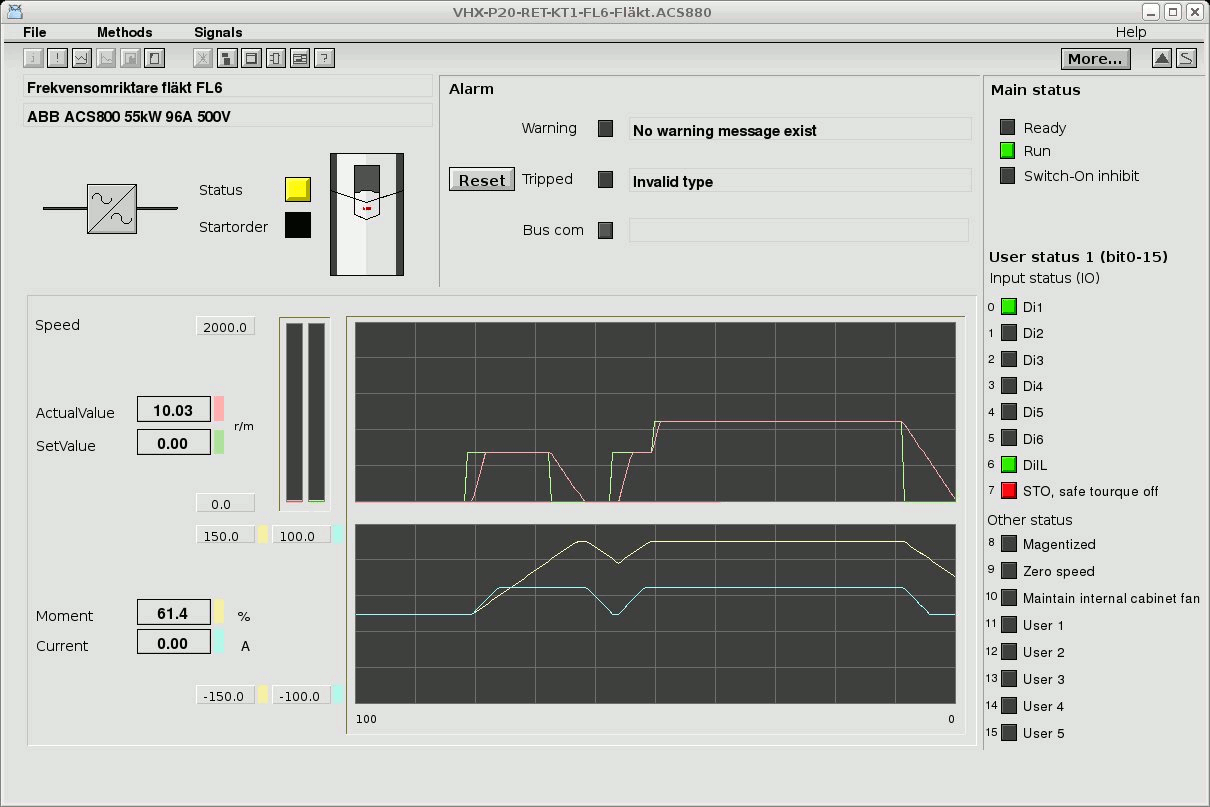 VHX-P20-RET-KT1-FL6-Fläkt.ACS880
File Methods Signals Help
More...
Frekvensomriktare fläkt FL6
ABB ACS800 55kW 96A 500V
Status
Startorder
Alarm
Warning No warning message exist
Reset Tripped Invalid type
Bus com
Main status
Ready
Run
Switch-On inhibit
User status 1 (bit0-15)
Input status (IO)
0 Di1
1 Di2
2 Di3
3 Di4
4 Di5
5 Di6
6 DiIL
7 STO, safe tourque off
Other status
8 Magentized
9 Zero speed
10 Maintain internal cabinet fan
11 User 1
12 User 2
13 User 3
14 User 4
15 User 5
Speed 2000.0
ActualValue 10.03
r/m
SetValue 0.00
0.0
150.0 100.0
Moment 61.4 %
Current 0.00 A
-150.0 -100.0
100 0